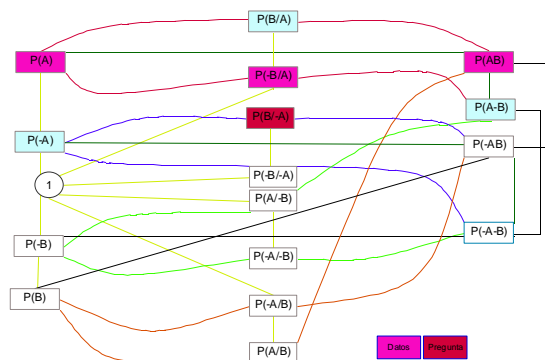 P(B/A)
P(A)
P(AB)
P(-B/A)
P(A-B)
P(B/-A)
P(-A)
P(-AB)
P(-B/-A)
1
P(A/-B)
P(-A-B)
P(-B)
P(-A/-B)
P(B)
P(-A/B)
P(A/B)
Datos
Pregunta